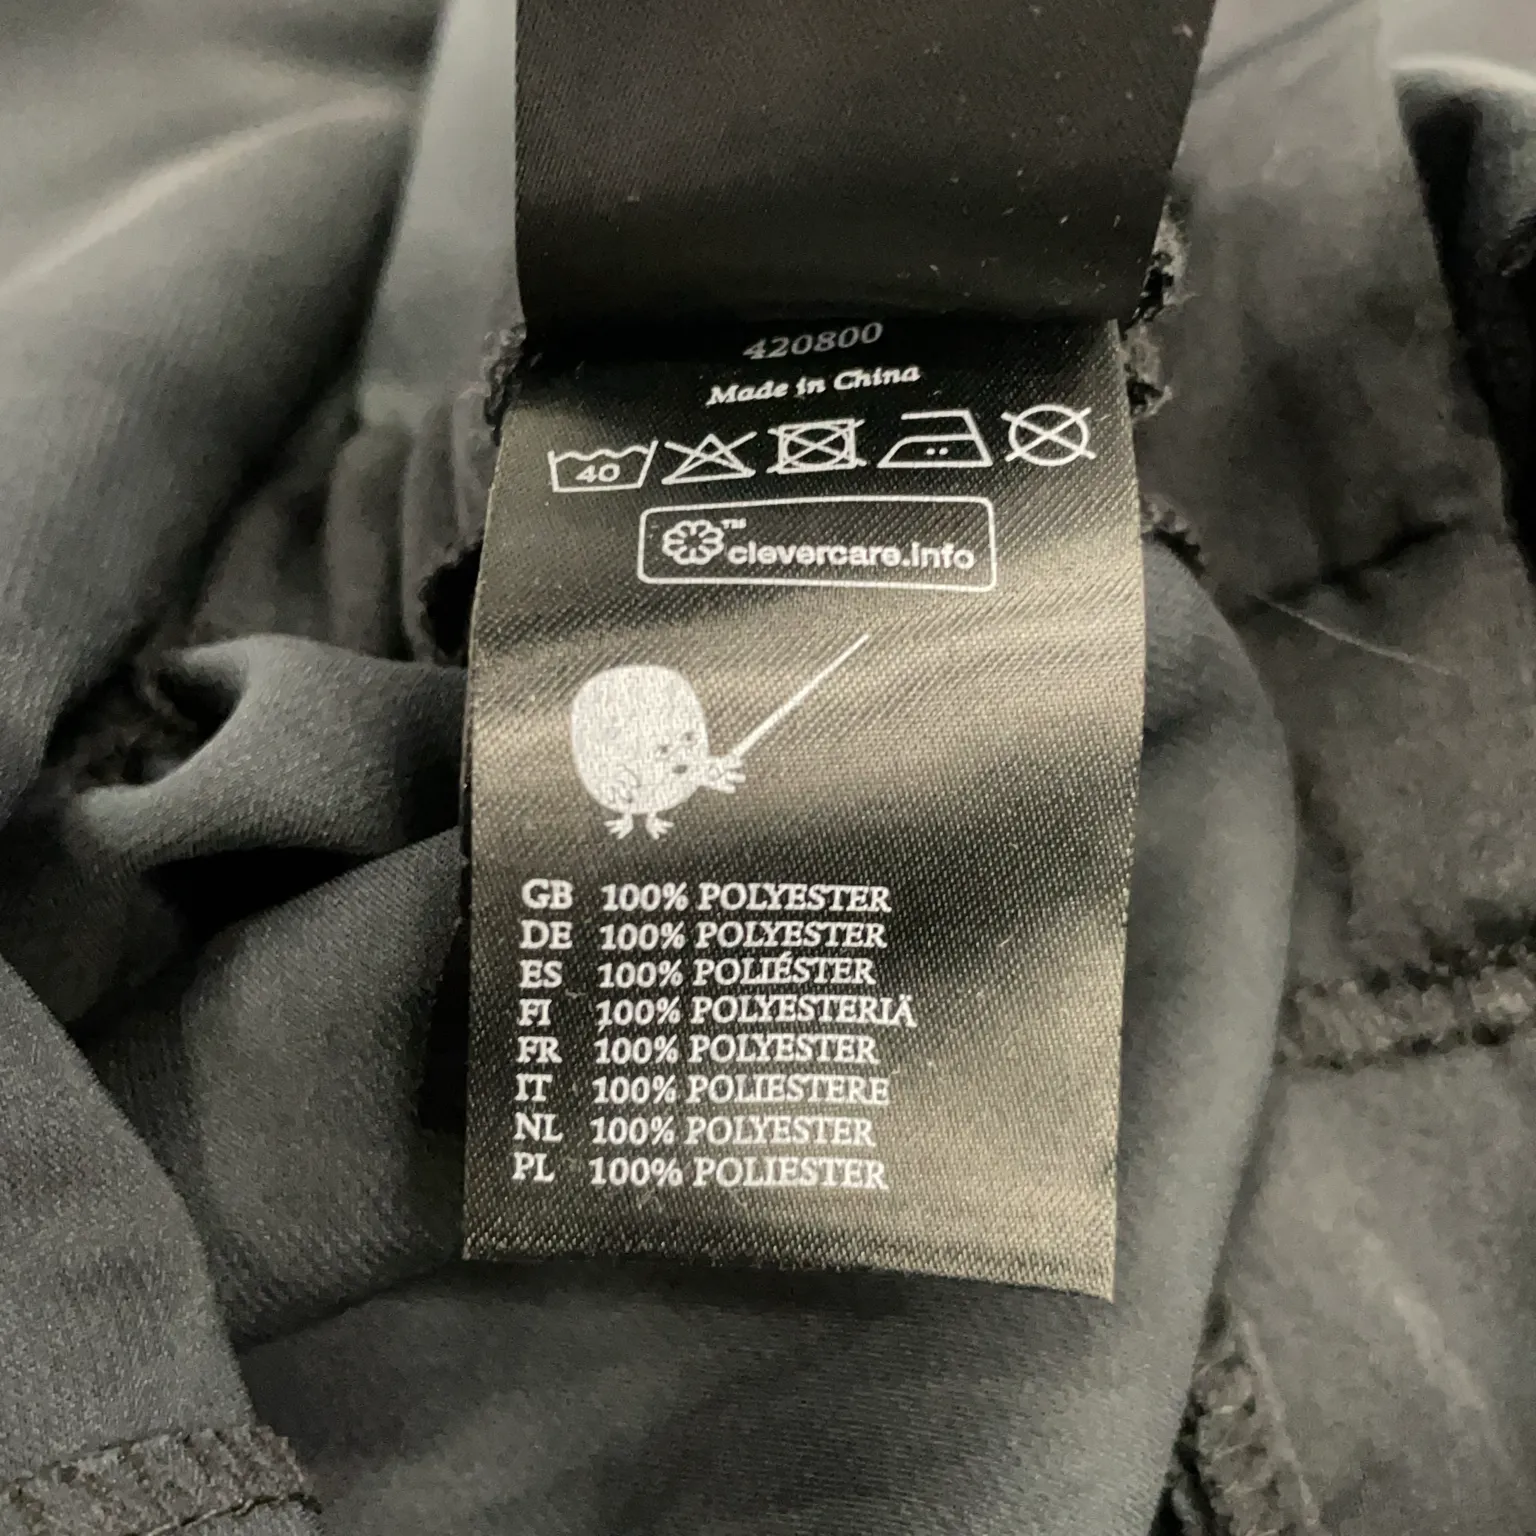 420800
Made in China
40
™ clevercare.info
GB 100% POLYESTER
DE 100% POLYESTER
ES 100% POLIÉSTER
FI 100% POLYESTERIÄ
FR 100% POLYESTER
IT 100% POLIESTERE
NL 100% POLYESTER
PL 100% POLIESTER